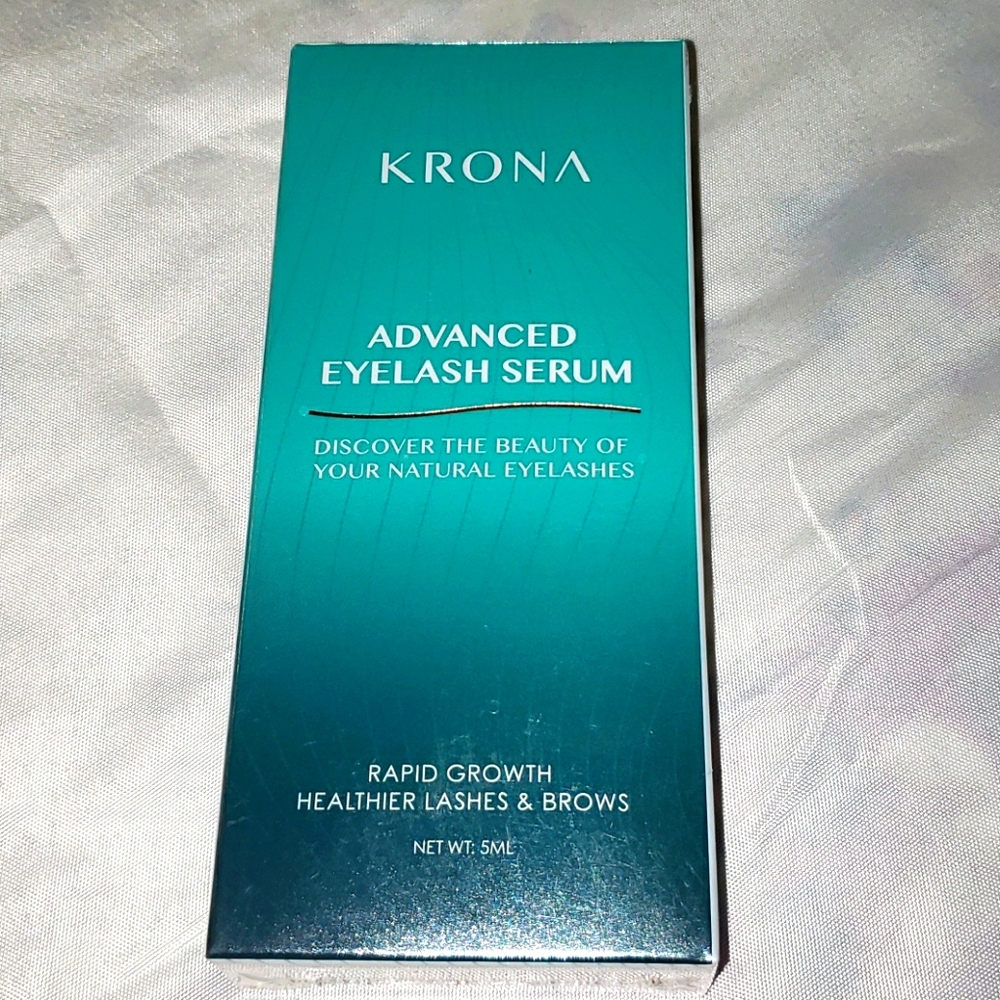 KRONA
ADVANCED
EYELASH SERUM
DISCOVER THE BEAUTY OF
YOUR NATURAL EYELASHES
RAPID GROWTH
HEALTHIER LASHES & BROWS
NET WT: 5ML